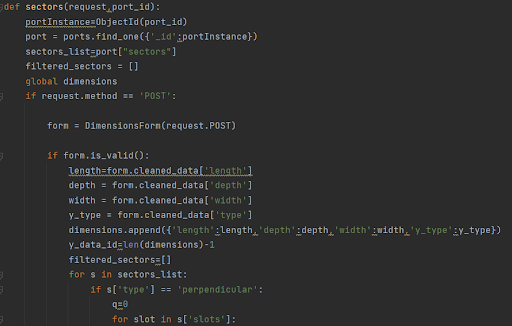 def sectors(request,port_id):
    portInstance=ObjectId(port_id)
    port = ports.find_one({'_id':portInstance})
    sectors_list=port["sectors"]
    filtered_sectors = []
    global dimensions
    if request.method == 'POST':
        form = DimensionsForm(request.POST)
        if form.is_valid():
            length=form.cleaned_data['length']
            depth = form.cleaned_data['depth']
            width = form.cleaned_data['width']
            y_type = form.cleaned_data['type']
            dimensions.append({'length':length,'depth':depth,'width':width,'y_type':y_type})
            y_data_id=len(dimensions)-1
            filtered_sectors=[]
            for s in sectors_list:
                if s['type'] == 'perpendicular':
                    q=0
                    for slot in s['slots']: